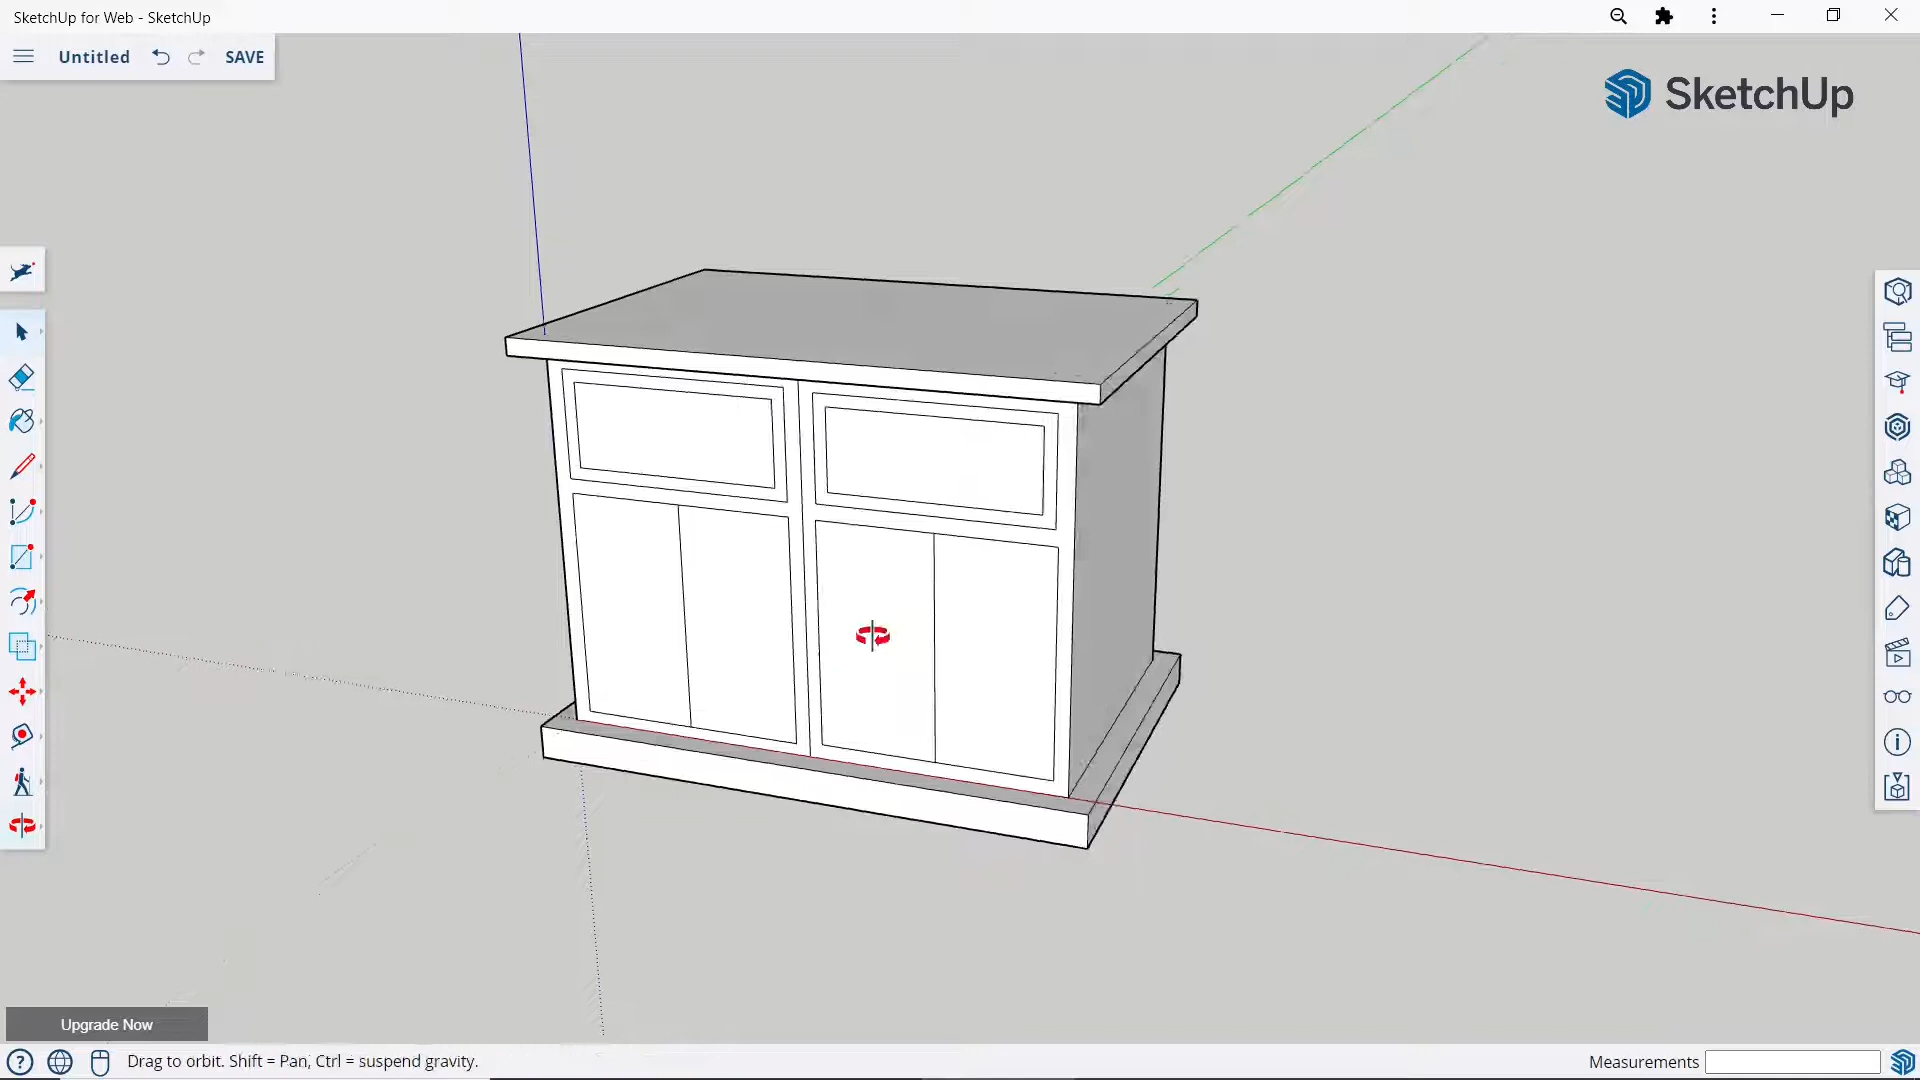 SketchUp for Web - SketchUp
Untitled
SAVE
SketchUp
Upgrade Now
Drag to orbit. Shift = Pan, Ctrl = suspend gravity.
Measurements